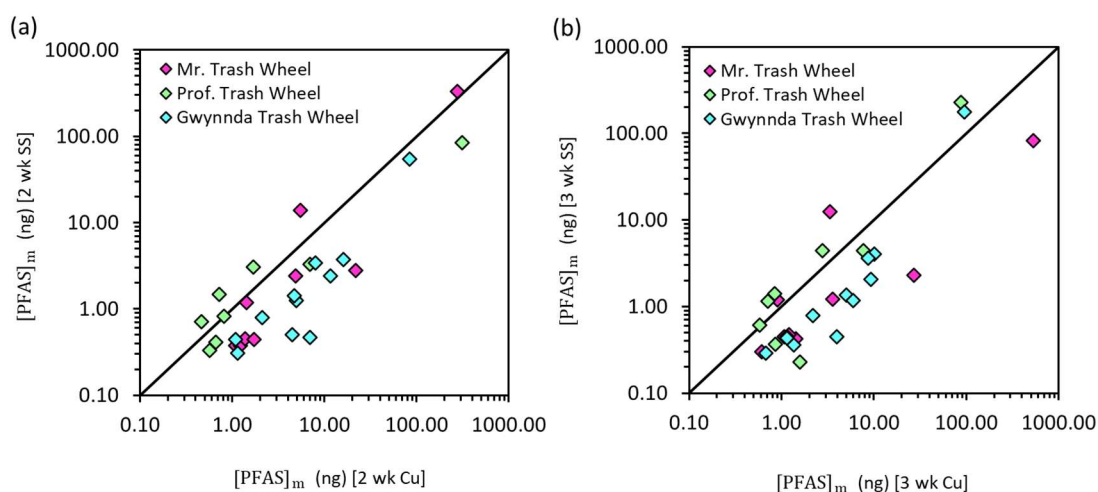 (a)
1000.00
100.00
10.00
1.00
0.10
[PFAS]m (ng) [2 wk SS]
Mr. Trash Wheel
Prof. Trash Wheel
Gwynnda Trash Wheel
0.10 1.00 10.00 100.00 1000.00
[PFAS]m (ng) [2 wk Cu]
(b)
1000.00
100.00
10.00
1.00
0.10
[PFAS]m (ng) [3 wk SS]
Mr. Trash Wheel
Prof. Trash Wheel
Gwynnda Trash Wheel
0.10 1.00 10.00 100.00 1000.00
[PFAS]m (ng) [3 wk Cu]